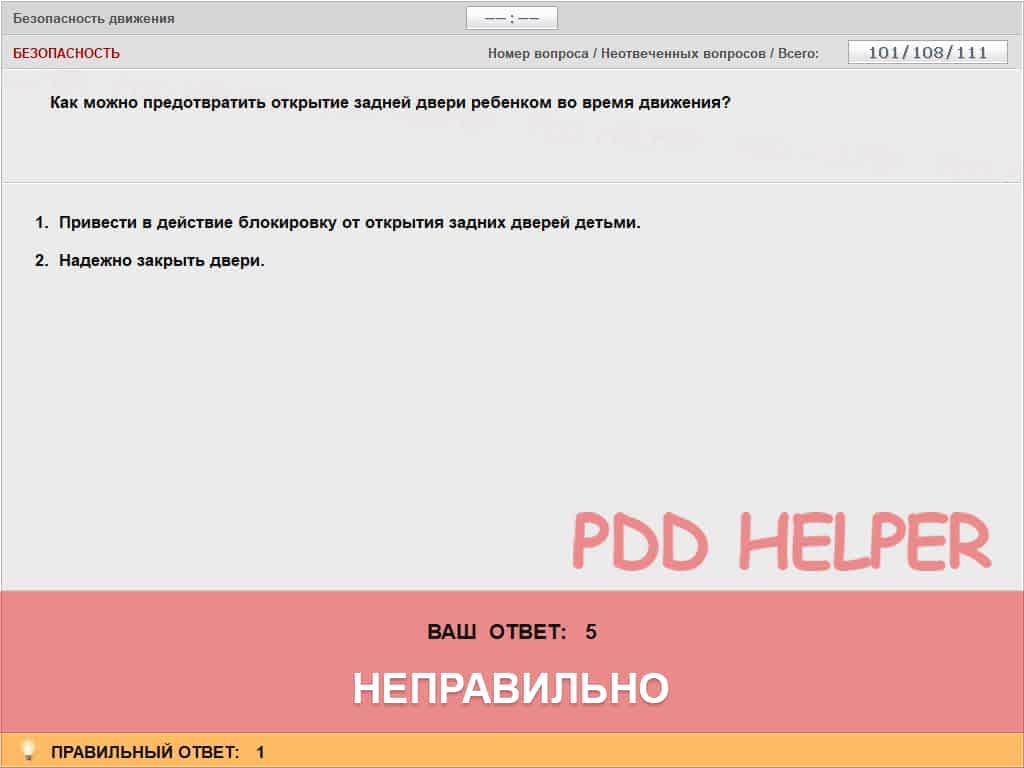 Безопасность движения
–– : ––
БЕЗОПАСНОСТЬ
Номер вопроса / Неотвеченных вопросов / Всего:
101/108/111
Как можно предотвратить открытие задней двери ребенком во время движения?
1. Привести в действие блокировку от открытия задних дверей детьми.
2. Надежно закрыть двери.
PDD HELPER
ВАШ ОТВЕТ: 5
НЕПРАВИЛЬНО
ПРАВИЛЬНЫЙ ОТВЕТ: 1